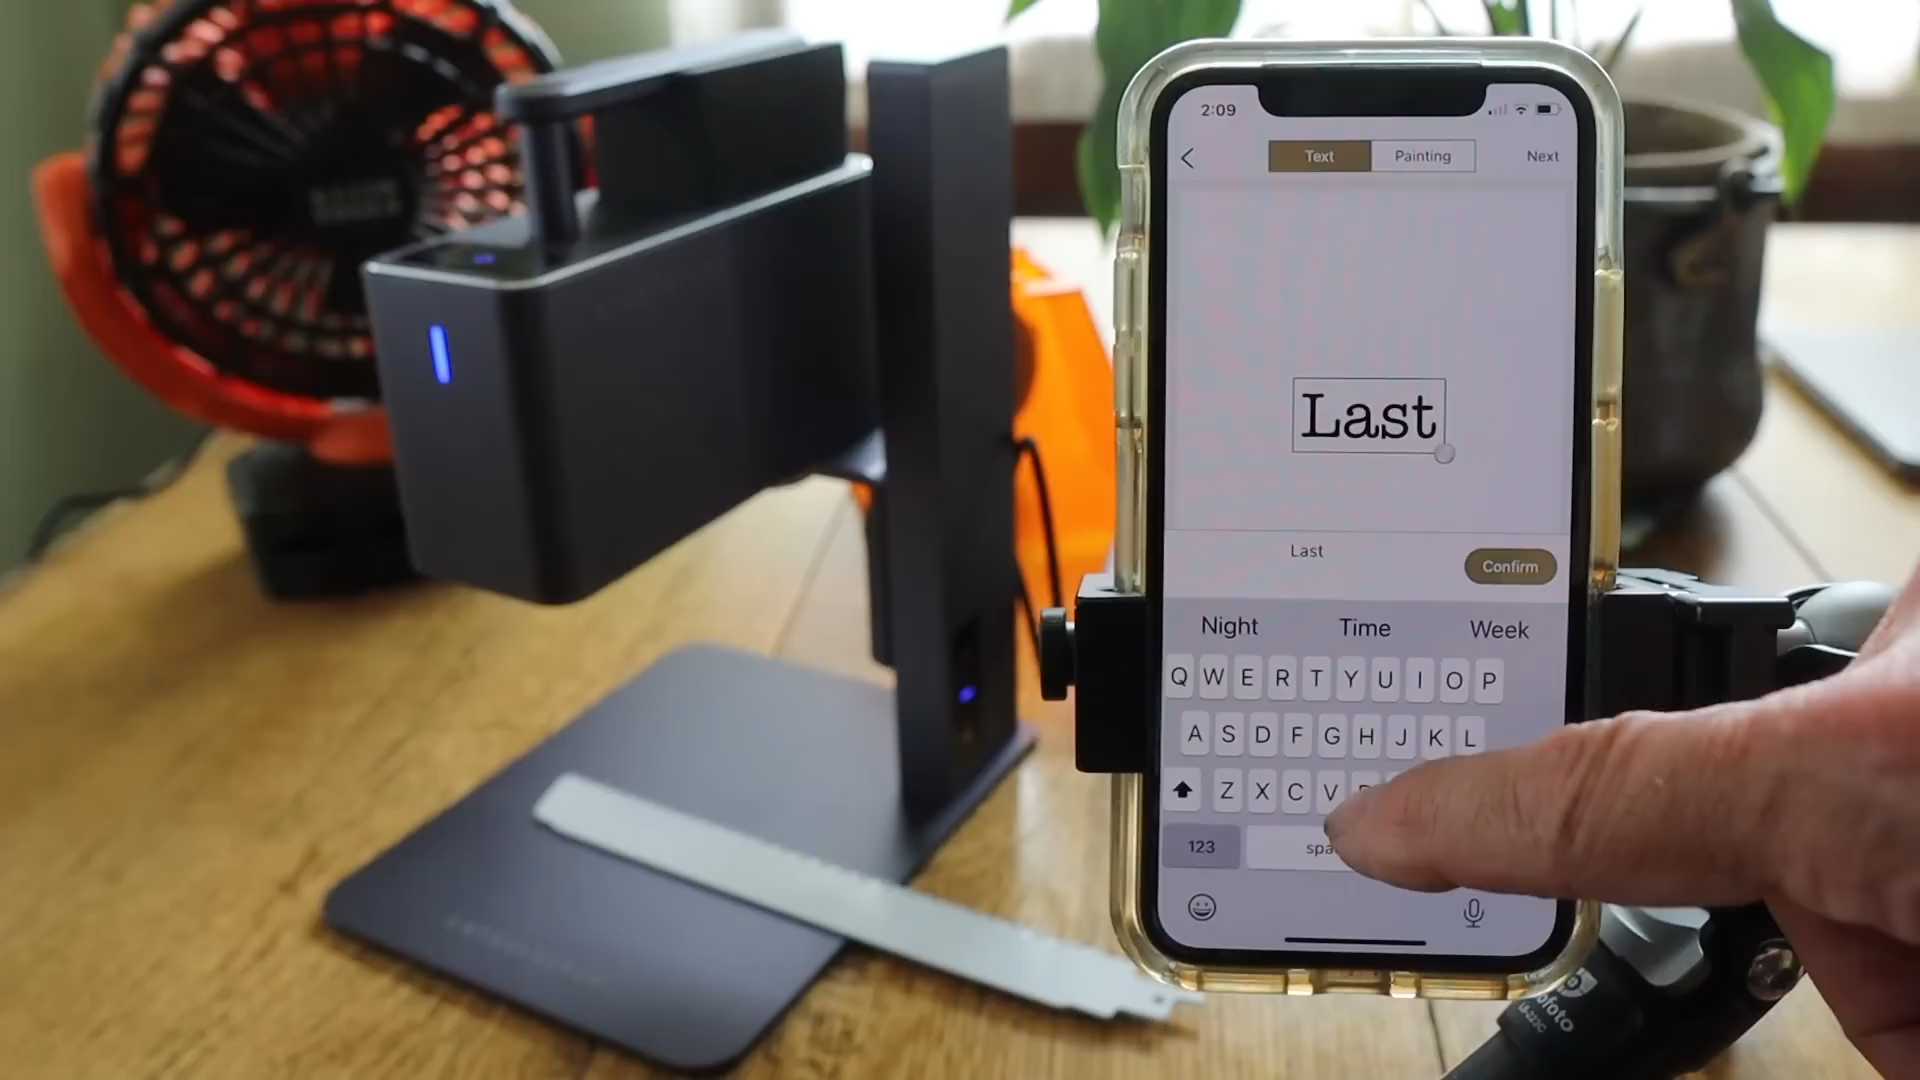 2:09
Text
Painting
Next
Last
Last
Confirm
Night
Time
Week
Q W E R T Y U I O P
A S D F G H J K L
Z X C V
123